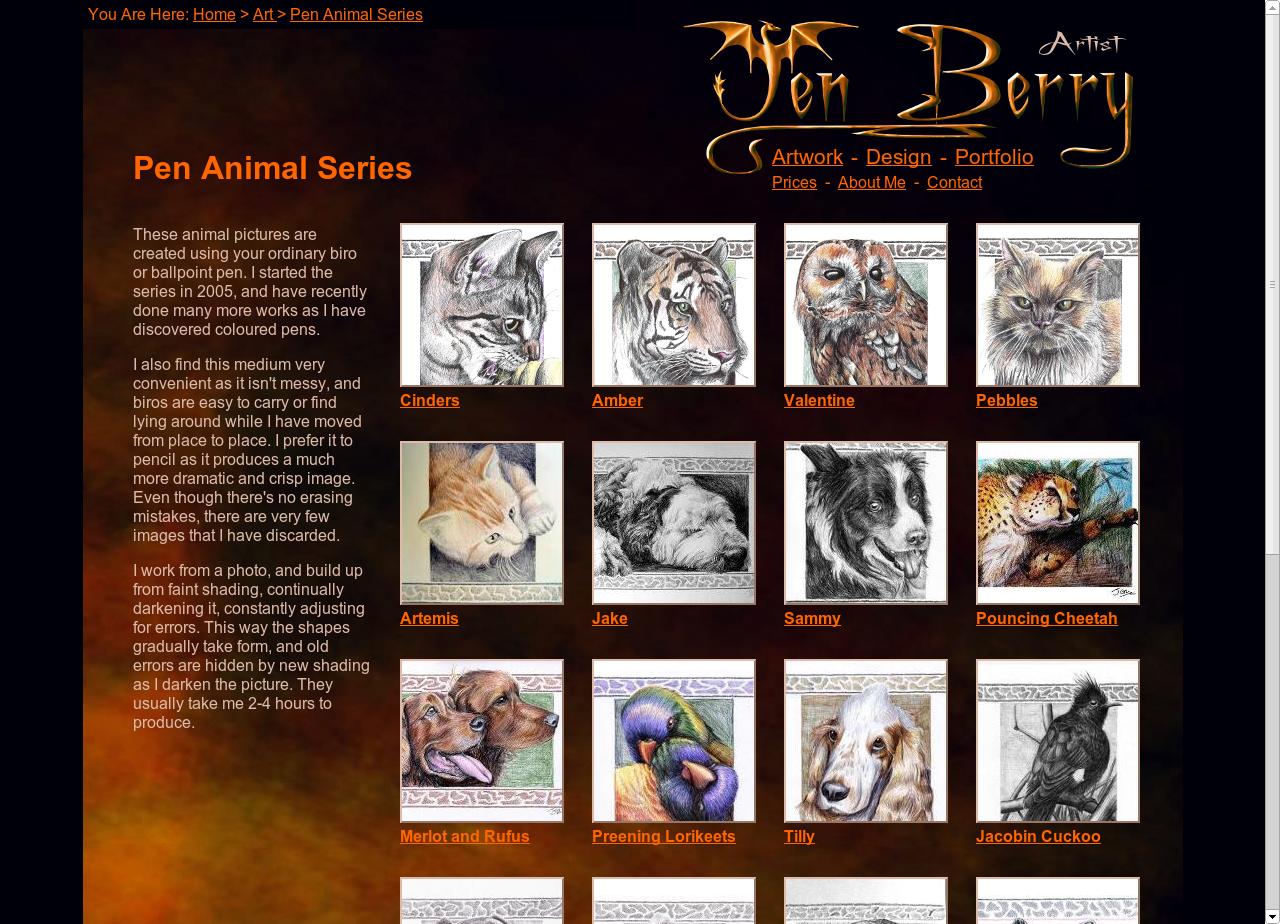 You Are Here: Home > Art > Pen Animal Series
Artist
Jen Berry
Artwork - Design - Portfolio
Prices - About Me - Contact
Pen Animal Series
These animal pictures are
created using your ordinary biro
or ballpoint pen. I started the
series in 2005, and have recently
done many more works as I have
discovered coloured pens.
I also find this medium very
convenient as it isn't messy, and
biros are easy to carry or find
lying around while I have moved
from place to place. I prefer it to
pencil as it produces a much
more dramatic and crisp image.
Even though there's no erasing
mistakes, there are very few
images that I have discarded.
I work from a photo, and build up
from faint shading, continually
darkening it, constantly adjusting
for errors. This way the shapes
gradually take form, and old
errors are hidden by new shading
as I darken the picture. They
usually take me 2-4 hours to
produce.
Cinders
Amber
Valentine
Pebbles
Artemis
Jake
Sammy
Pouncing Cheetah
Merlot and Rufus
Preening Lorikeets
Tilly
Jacobin Cuckoo